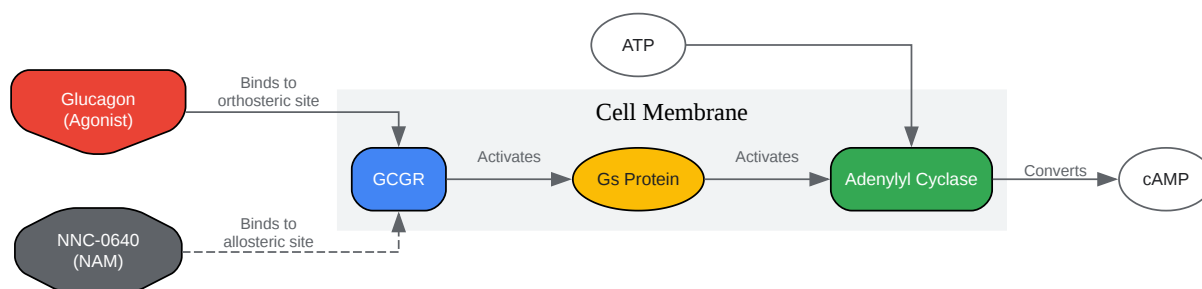 ATP
Glucagon
(Agonist)
Binds to
orthosteric site
Cell Membrane
GCGR
Activates
Gs Protein
Activates
Adenylyl Cyclase
Converts
cAMP
NNC-0640
(NAM)
Binds to
allosteric site